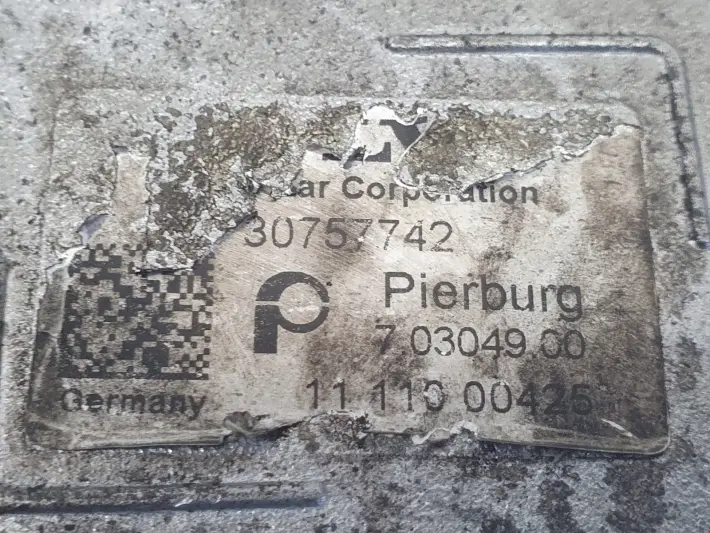 Corporation
30757742
Pierburg
7.03049.00
Germany 11 110 00425